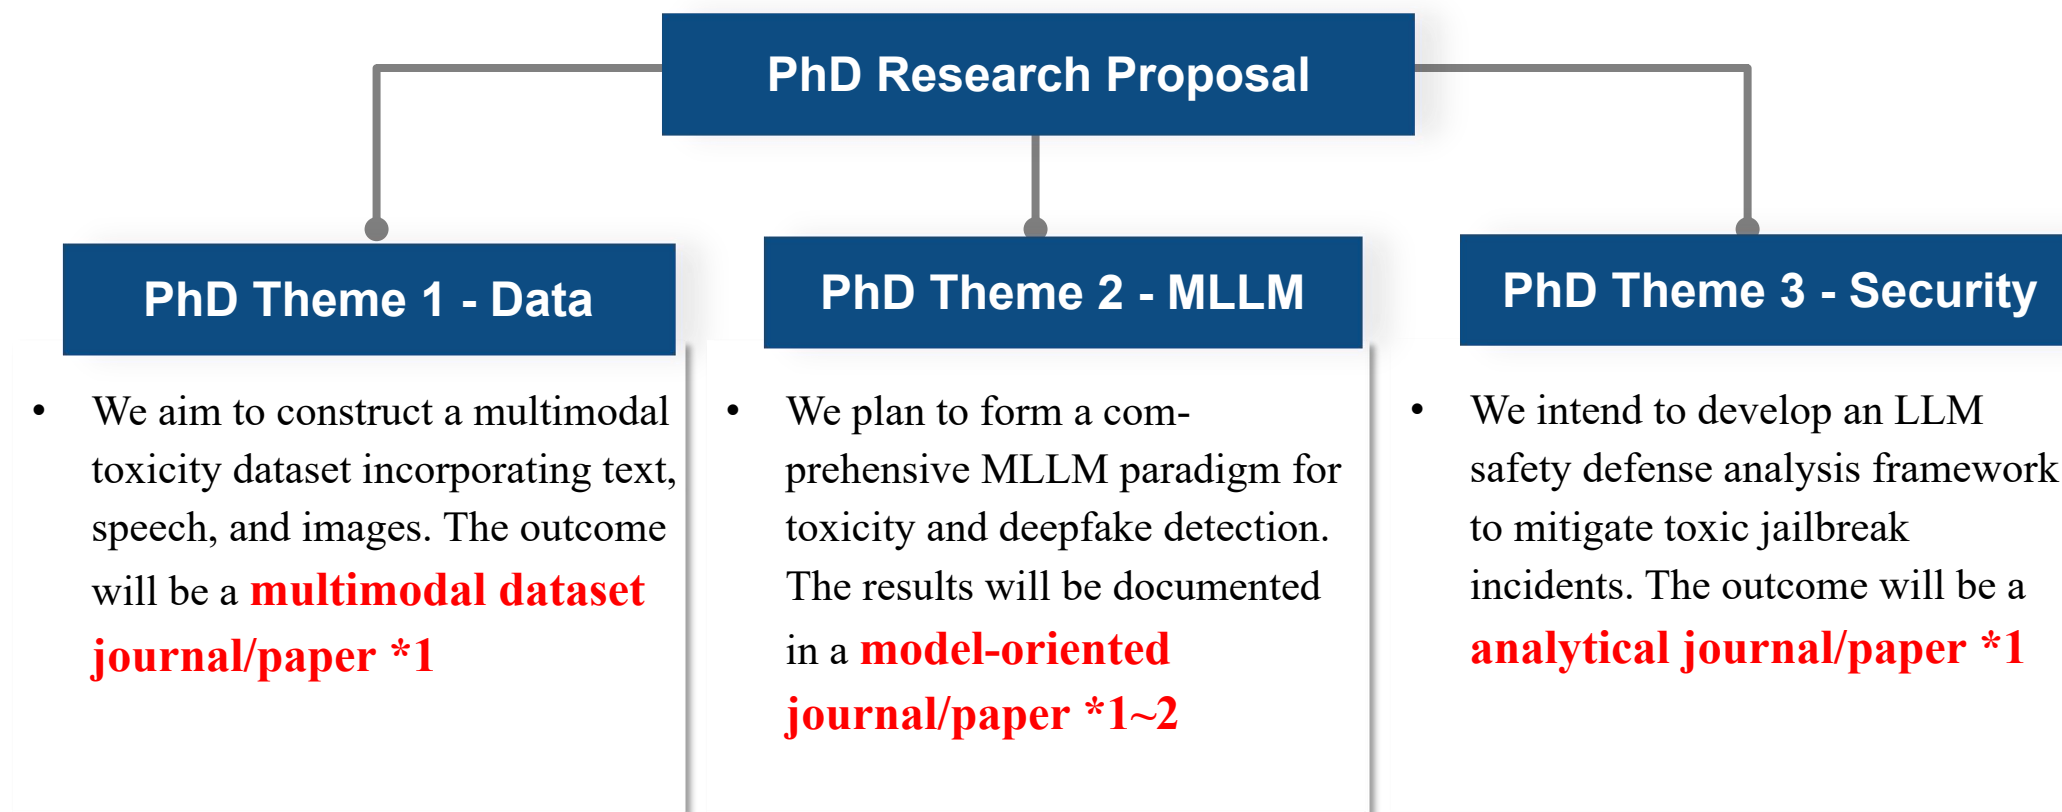 PhD Research Proposal
PhD Theme 1 - Data
• We aim to construct a multimodal
toxicity dataset incorporating text,
speech, and images. The outcome
will be a multimodal dataset
journal/paper *1
PhD Theme 2 - MLLM
• We plan to form a com-
prehensive MLLM paradigm for
toxicity and deepfake detection.
The results will be documented
in a model-oriented
journal/paper *1~2
PhD Theme 3 - Security
• We intend to develop an LLM
safety defense analysis framework
to mitigate toxic jailbreak
incidents. The outcome will be a
analytical journal/paper *1